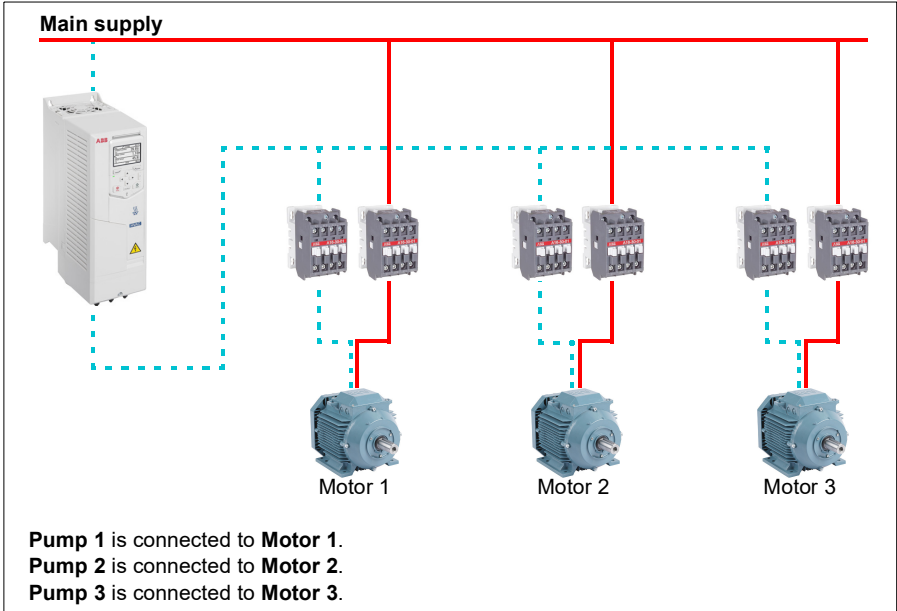 Main supply
ABB
Motor 1
Motor 2
Motor 3
Pump 1 is connected to Motor 1.
Pump 2 is connected to Motor 2.
Pump 3 is connected to Motor 3.